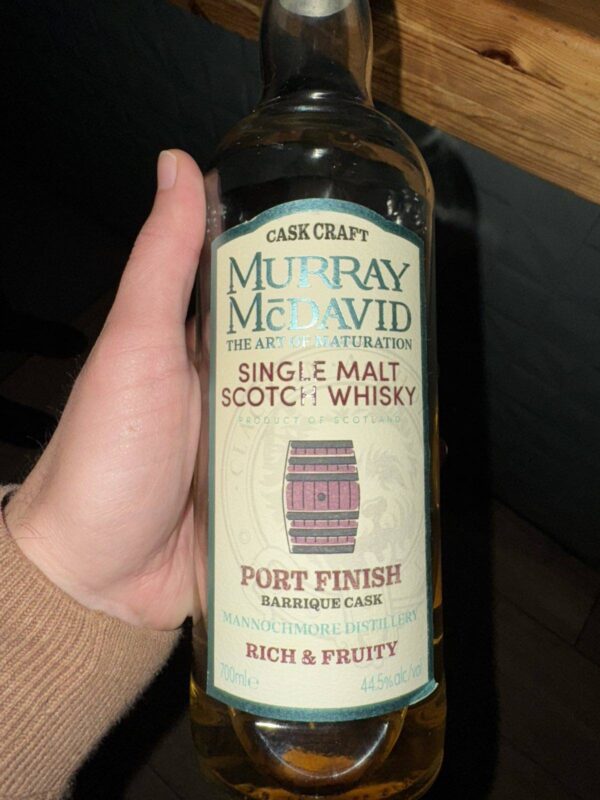 CASK CRAFT
MURRAY
McDAVID
THE ART OF MATURATION
SINGLE MALT
SCOTCH WHISKY
PRODUCT OF SCOTLAND
PORT FINISH
BARRIQUE CASK
MANNOCHMORE DISTILLERY
RICH & FRUITY
700ml℮ 44.5%alc/vol